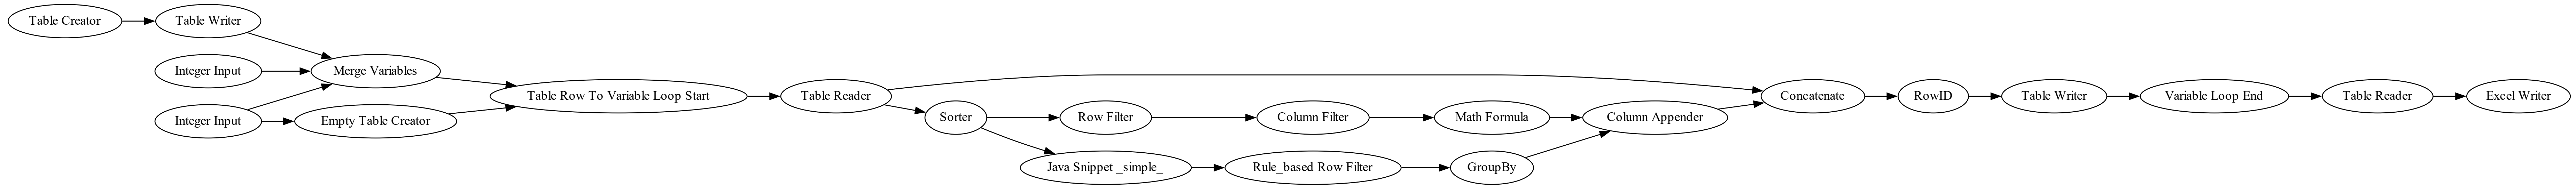 Table Creator
Table Writer
Integer Input
Integer Input
Merge Variables
Empty Table Creator
Table Row To Variable Loop Start
Table Reader
Sorter
Row Filter
Column Filter
Math Formula
Java Snippet _simple_
Rule_based Row Filter
GroupBy
Column Appender
Concatenate
RowID
Table Writer
Variable Loop End
Table Reader
Excel Writer